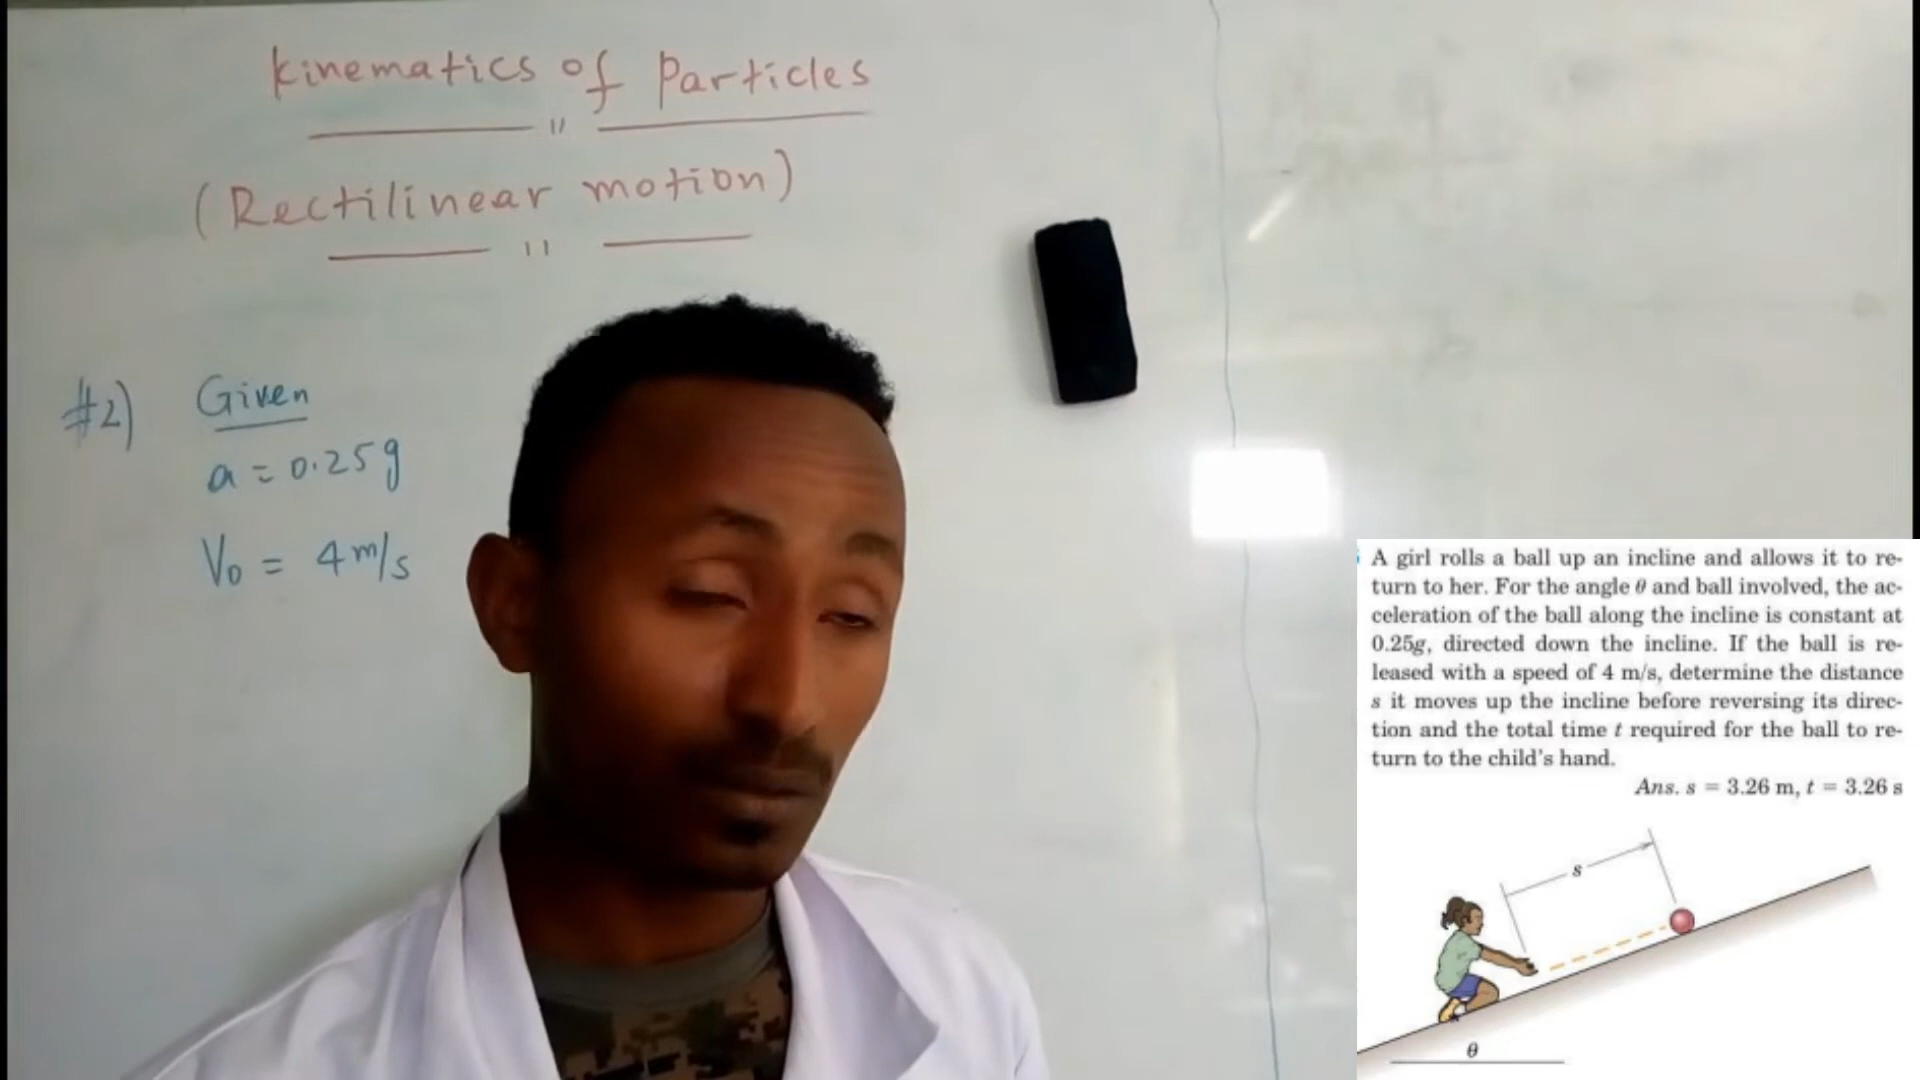 kinematics of Particles
"
(Rectilinear motion)
"
#2) Given
a = 0.25g
V₀ = 4 m/s
A girl rolls a ball up an incline and allows it to re-
turn to her. For the angle θ and ball involved, the ac-
celeration of the ball along the incline is constant at
0.25g, directed down the incline. If the ball is re-
leased with a speed of 4 m/s, determine the distance
s it moves up the incline before reversing its direc-
tion and the total time t required for the ball to re-
turn to the child's hand.
Ans. s = 3.26 m, t = 3.26 s
s
θ